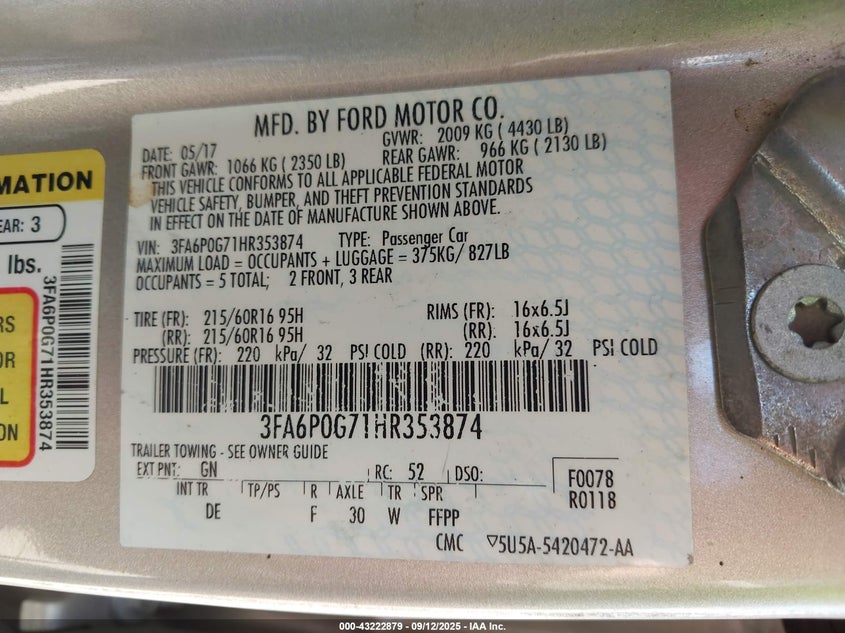 MFD. BY FORD MOTOR CO.
DATE: 05/17 GVWR: 2009 KG ( 4430 LB)
FRONT GAWR: 1066 KG ( 2350 LB) REAR GAWR: 966 KG ( 2130 LB)
THIS VEHICLE CONFORMS TO ALL APPLICABLE FEDERAL MOTOR
VEHICLE SAFETY, BUMPER, AND THEFT PREVENTION STANDARDS
IN EFFECT ON THE DATE OF MANUFACTURE SHOWN ABOVE.
VIN: 3FA6P0G71HR353874 TYPE: Passenger Car
MAXIMUM LOAD = OCCUPANTS + LUGGAGE = 375KG/ 827LB
OCCUPANTS = 5 TOTAL; 2 FRONT, 3 REAR
TIRE (FR): 215/60R16 95H RIMS (FR): 16x6.5J
(RR): 215/60R16 95H (RR): 16x6.5J
PRESSURE (FR): 220 kPa/ 32 PSI COLD (RR): 220 kPa/ 32 PSI COLD
3FA6P0G71HR353874
TRAILER TOWING - SEE OWNER GUIDE
EXT PNT: GN RC: 52 DSO:
INT TR TP/PS R AXLE TR SPR
DE F 30 W FFPP
F0078
R0118
CMC ▽5U5A-5420472-AA
MATION
EAR: 3
lbs.
3FA6P0G71HR353874
RS
OR
L
ON
000-43222879 - 09/12/2025 - IAA Inc.